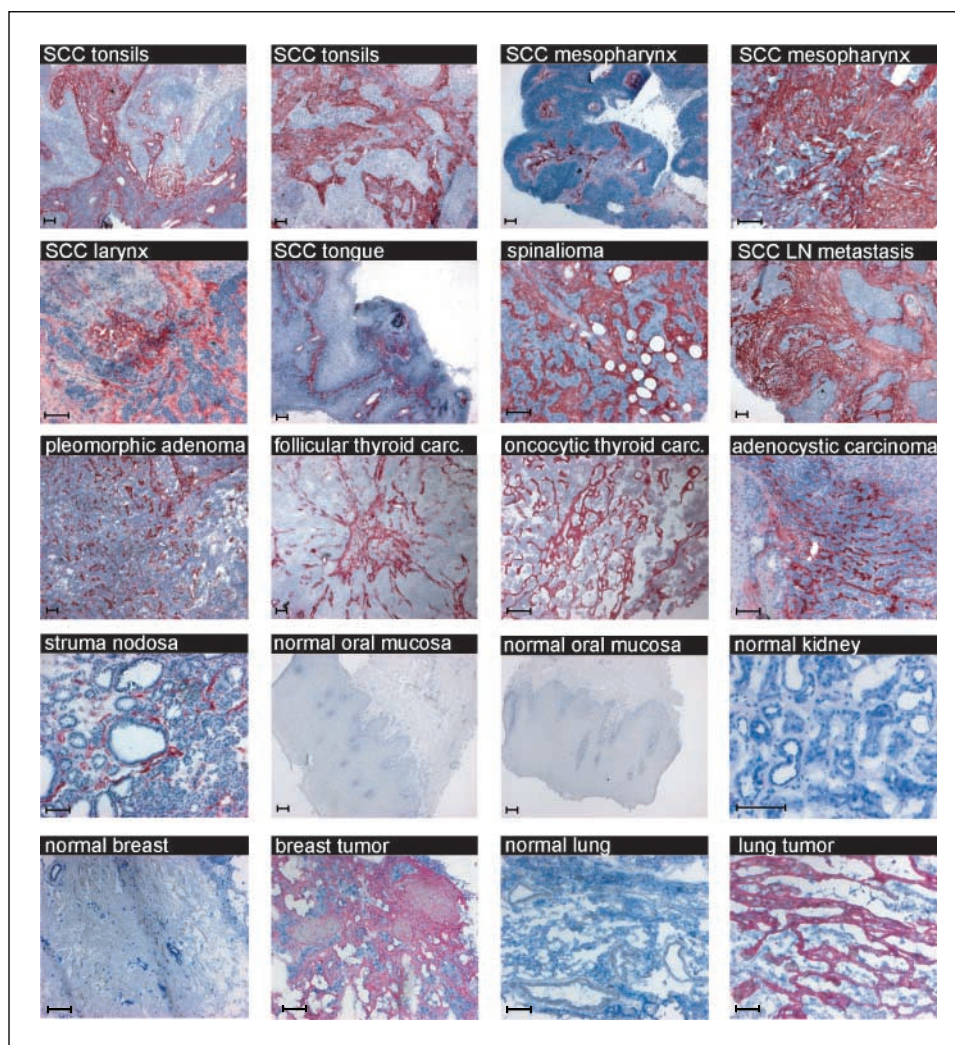 SCC tonsils
SCC tonsils
SCC mesopharynx
SCC mesopharynx
SCC larynx
SCC tongue
spinalioma
SCC LN metastasis
pleomorphic adenoma
follicular thyroid carc.
oncocytic thyroid carc.
adenocystic carcinoma
struma nodosa
normal oral mucosa
normal oral mucosa
normal kidney
normal breast
breast tumor
normal lung
lung tumor